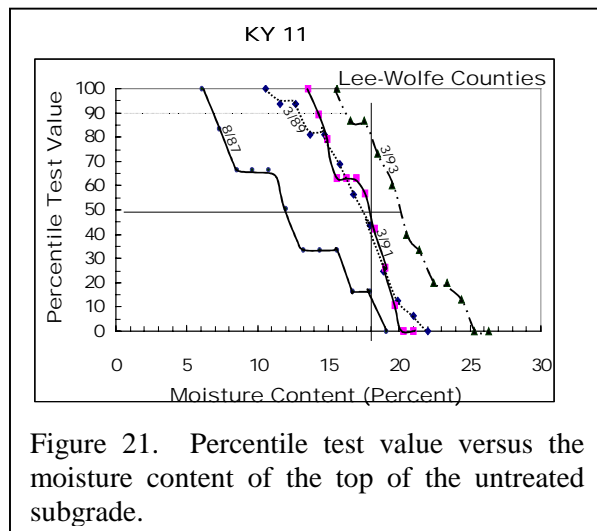 KY 11
Lee-Wolfe Counties
Percentile Test Value
100
90
80
70
60
50
40
30
20
10
0
8/87
3/89
3/91
3/93
0 5 10 15 20 25 30
Moisture Content (Percent)
Figure 21. Percentile test value versus the
moisture content of the top of the untreated
subgrade.